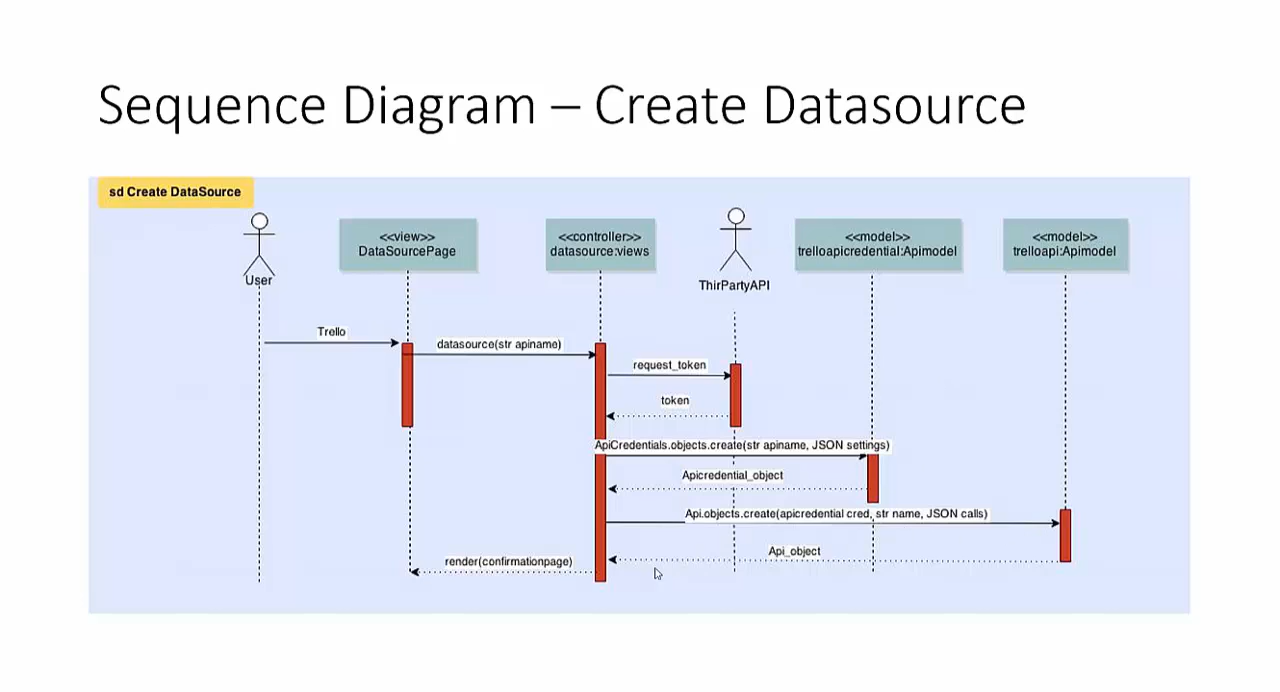 Sequence Diagram – Create Datasource
sd Create DataSource
User
<<view>>
DataSourcePage
<<controller>>
datasource:views
ThirPartyAPI
<<model>>
trelloapicredential:Apimodel
<<model>>
trelloapi:Apimodel
Trello
datasource(str apiname)
request_token
token
ApiCredentials.objects.create(str apiname, JSON settings)
Apicredential_object
Api.objects.create(apicredential cred, str name, JSON calls)
Api_object
render(confirmationpage)